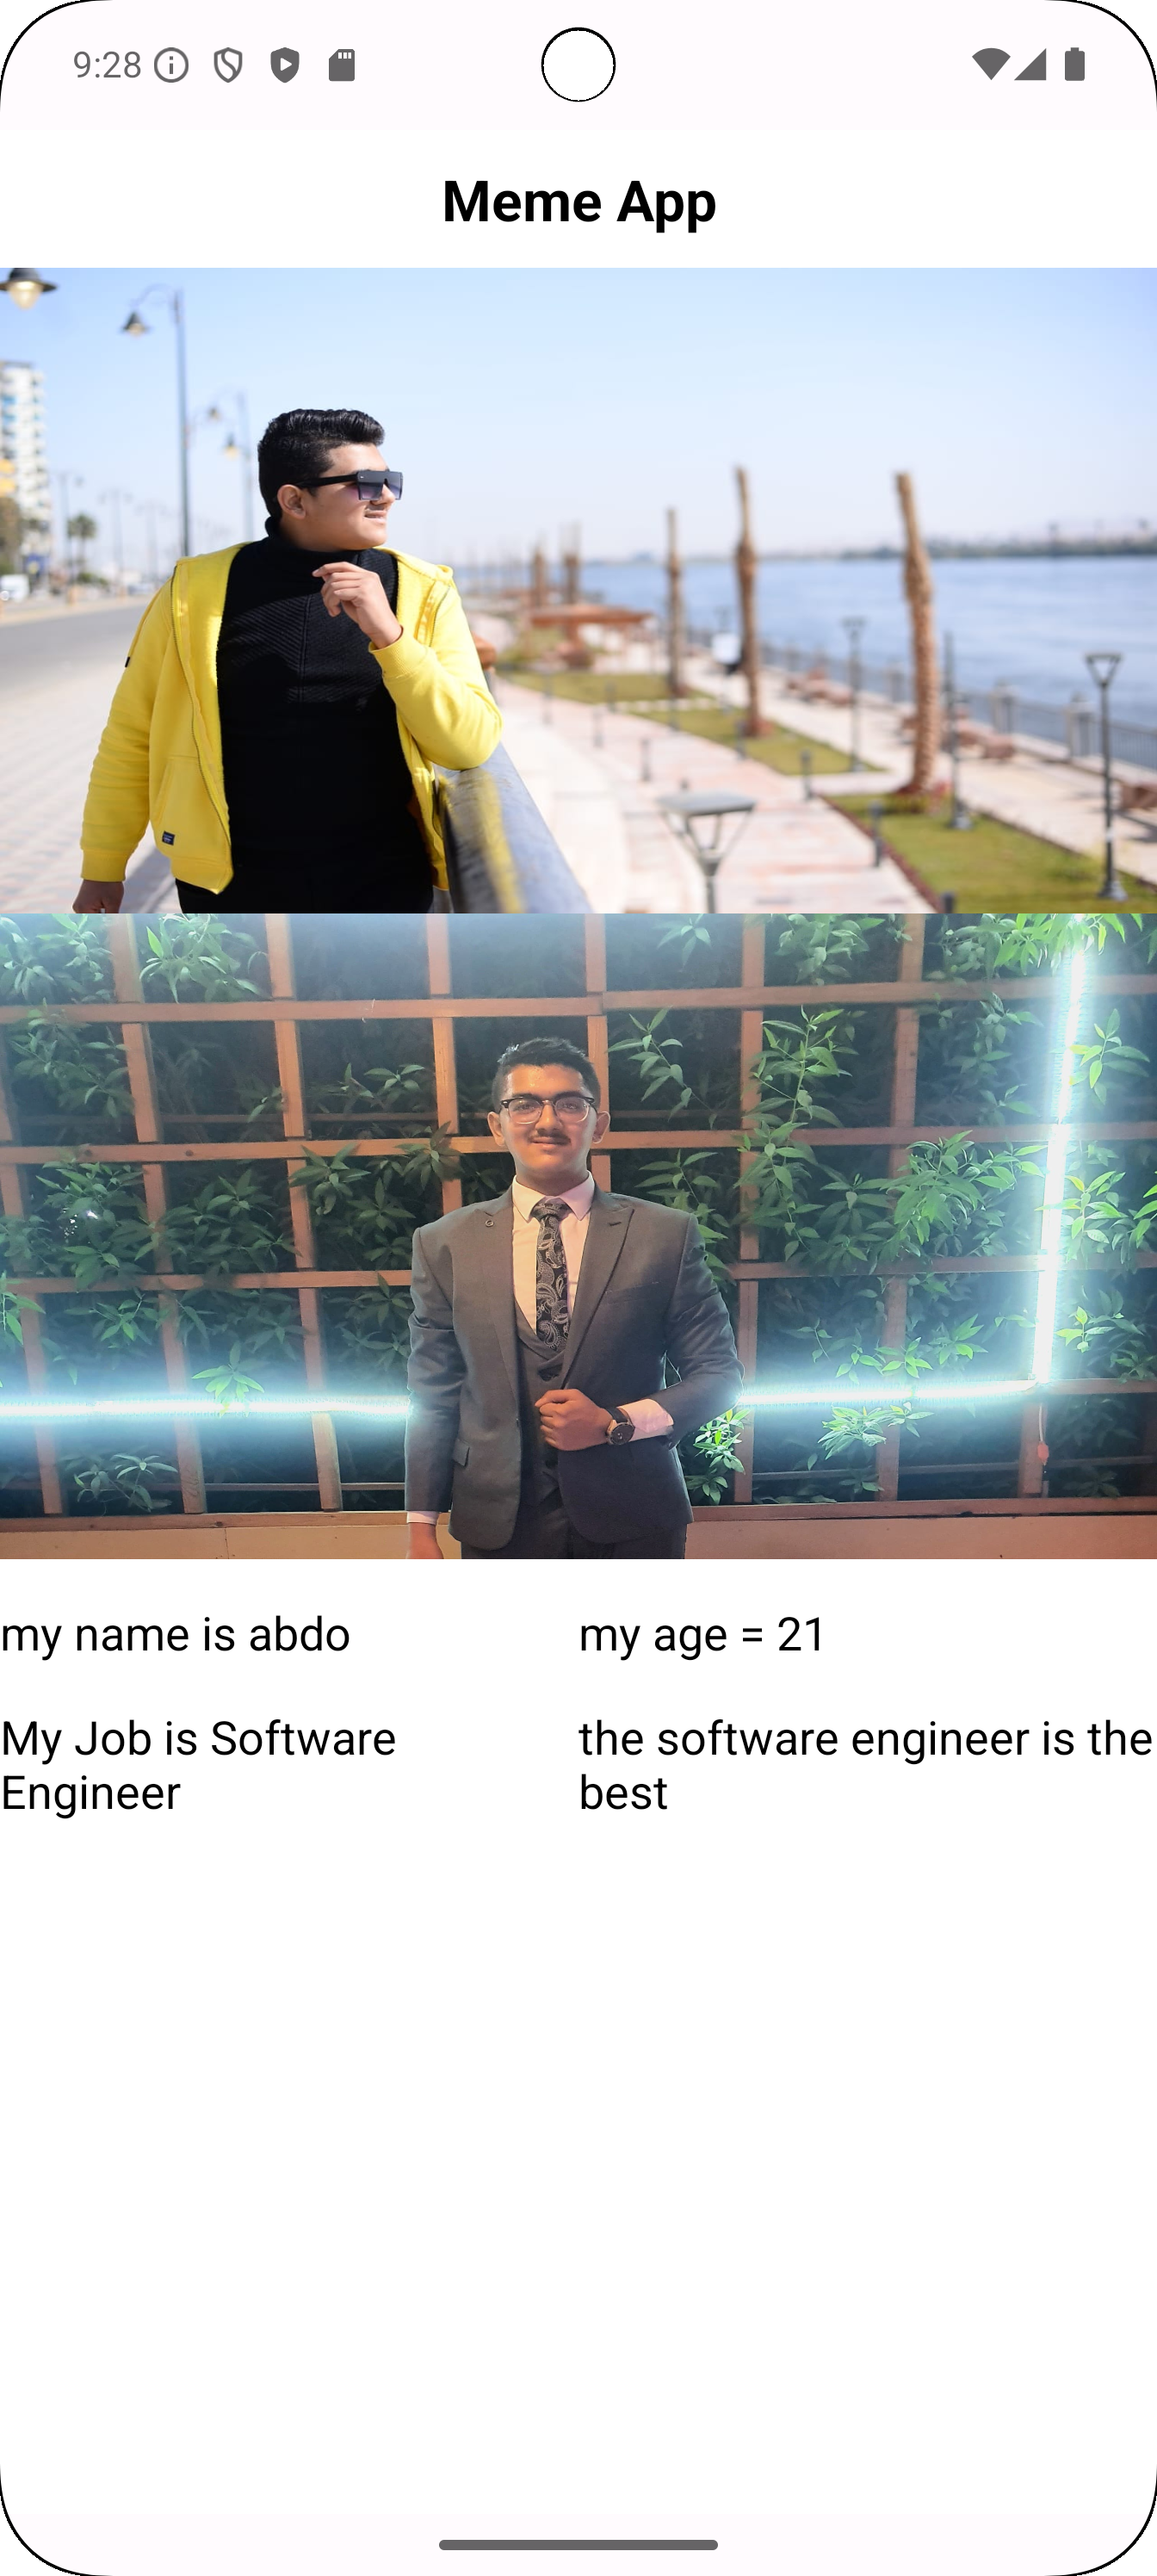 9:28
Meme App
my name is abdo
my age = 21
My Job is Software
Engineer
the software engineer is the
best